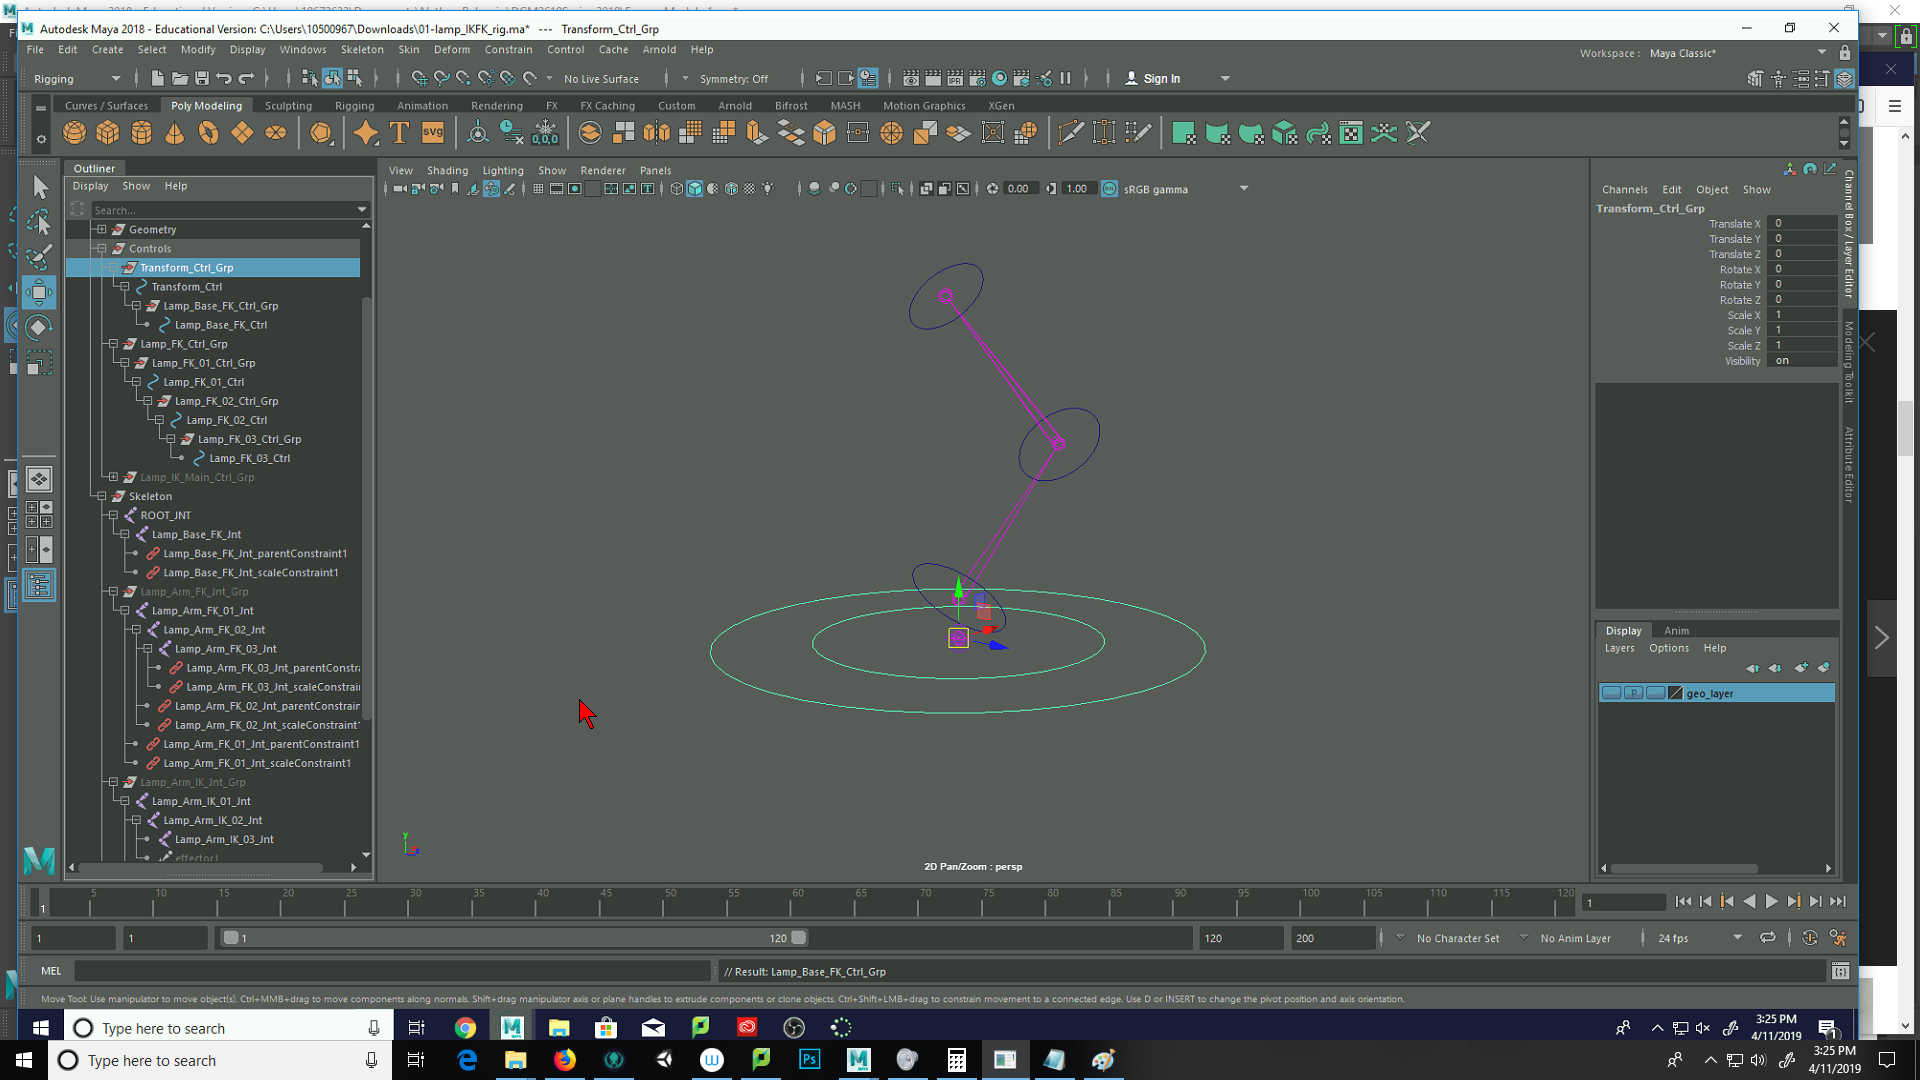 Autodesk Maya 2018 - Educational Version: C:\Users\10500967\Downloads\01-lamp_IKFK_rig.ma* --- Transform_Ctrl_Grp
File Edit Create Select Modify Display Windows Skeleton Skin Deform Constrain Control Cache Arnold Help
Workspace : Maya Classic*
Rigging No Live Surface Symmetry: Off Sign In
Curves / Surfaces Poly Modeling Sculpting Rigging Animation Rendering FX FX Caching Custom Arnold Bifrost MASH Motion Graphics XGen
Outliner
Display Show Help
Search...
Geometry
Controls
Transform_Ctrl_Grp
Transform_Ctrl
Lamp_Base_FK_Ctrl_Grp
Lamp_Base_FK_Ctrl
Lamp_FK_Ctrl_Grp
Lamp_FK_01_Ctrl_Grp
Lamp_FK_01_Ctrl
Lamp_FK_02_Ctrl_Grp
Lamp_FK_02_Ctrl
Lamp_FK_03_Ctrl_Grp
Lamp_FK_03_Ctrl
Lamp_IK_Main_Ctrl_Grp
Skeleton
ROOT_JNT
Lamp_Base_FK_Jnt
Lamp_Base_FK_Jnt_parentConstraint1
Lamp_Base_FK_Jnt_scaleConstraint1
Lamp_Arm_FK_Jnt_Grp
Lamp_Arm_FK_01_Jnt
Lamp_Arm_FK_02_Jnt
Lamp_Arm_FK_03_Jnt
Lamp_Arm_FK_03_Jnt_parentConstra
Lamp_Arm_FK_03_Jnt_scaleConstrai
Lamp_Arm_FK_02_Jnt_parentConstrain
Lamp_Arm_FK_02_Jnt_scaleConstraint
Lamp_Arm_FK_01_Jnt_parentConstraint1
Lamp_Arm_FK_01_Jnt_scaleConstraint1
Lamp_Arm_IK_Jnt_Grp
Lamp_Arm_IK_01_Jnt
Lamp_Arm_IK_02_Jnt
Lamp_Arm_IK_03_Jnt
effector1
View Shading Lighting Show Renderer Panels
0.00 1.00 sRGB gamma
y
2D Pan/Zoom : persp
Channels Edit Object Show
Transform_Ctrl_Grp
Translate X 0
Translate Y 0
Translate Z 0
Rotate X 0
Rotate Y 0
Rotate Z 0
Scale X 1
Scale Y 1
Scale Z 1
Visibility on
Channel Box / Layer Editor
Modeling Toolkit
Attribute Editor
Display Anim
Layers Options Help
P geo_layer
1 5 10 15 20 25 30 35 40 45 50 55 60 65 70 75 80 85 90 95 100 105 110 115 120
1
1 1 1 120 120 200 No Character Set No Anim Layer 24 fps
MEL // Result: Lamp_Base_FK_Ctrl_Grp
Move Tool: Use manipulator to move object(s). Ctrl+MMB+drag to move components along normals. Shift+drag manipulator axis or plane handles to extrude components or clone objects. Ctrl+Shift+LMB+drag to constrain movement to a connected edge. Use D or INSERT to change the pivot position and axis orientation.
Type here to search
3:25 PM
4/11/2019
Type here to search
3:25 PM
4/11/2019